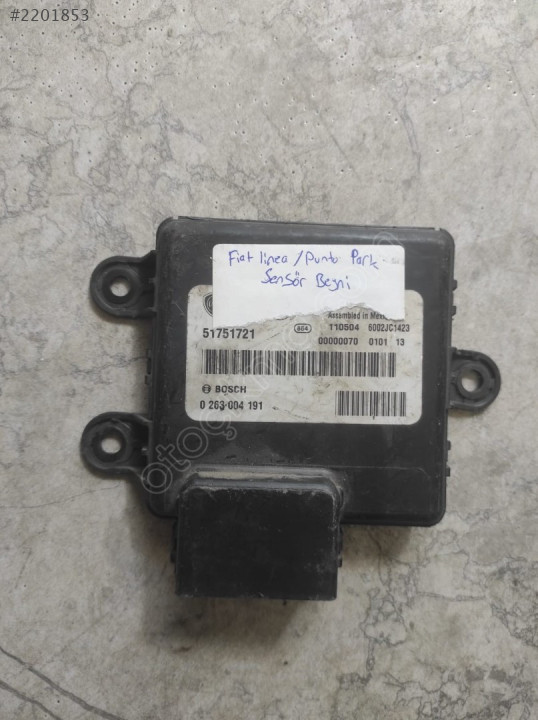 #2201853
Fiat linea / Punto Park
Sensör Beyni
Assembled in
51751721
A04
110504 6002JC1423
00000070 0101 13
BOSCH
0 263 004 191